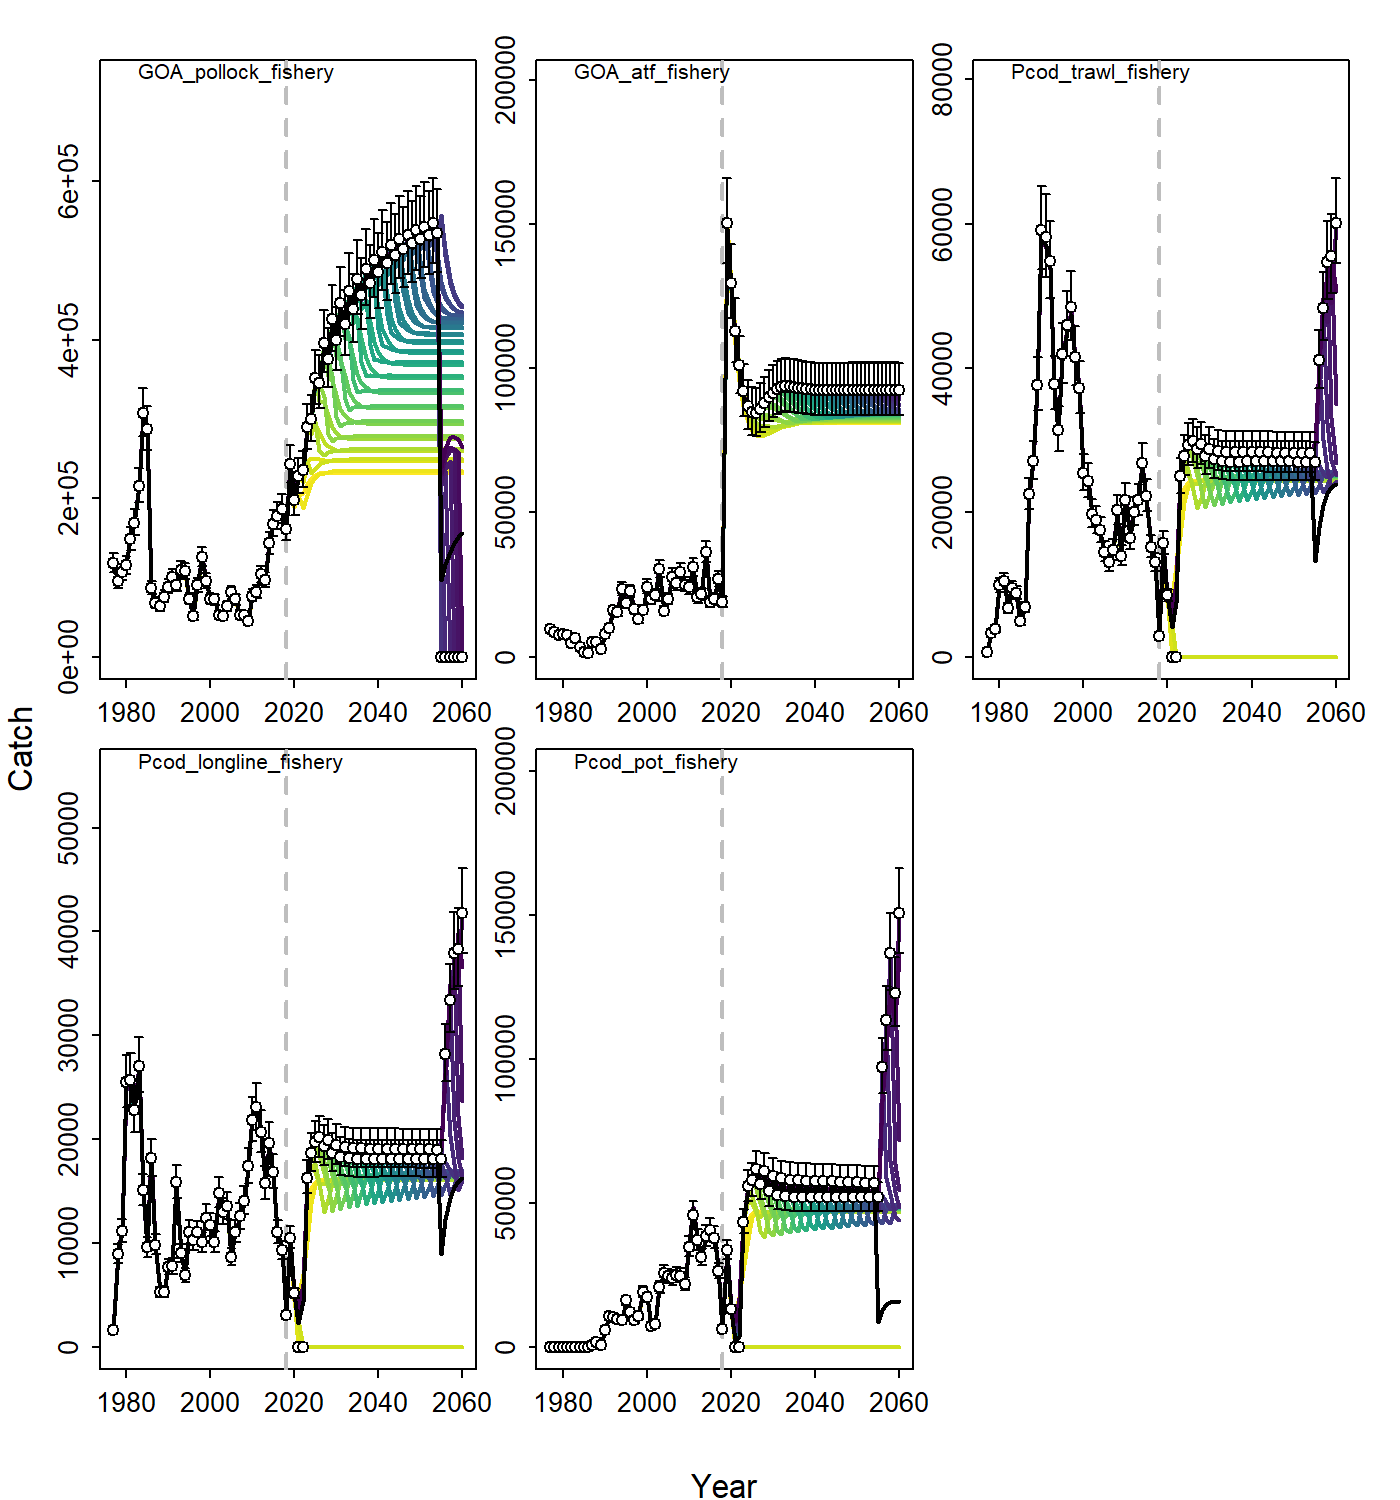 GOA_pollock_fishery
0e+00 2e+05 4e+05 6e+05
1980 2000 2020 2040 2060
GOA_atf_fishery
0 50000 100000 150000 200000
1980 2000 2020 2040 2060
Pcod_trawl_fishery
0 20000 40000 60000 80000
1980 2000 2020 2040 2060
Catch
Pcod_longline_fishery
0 10000 20000 30000 40000 50000
1980 2000 2020 2040 2060
Pcod_pot_fishery
0 50000 100000 150000 200000
1980 2000 2020 2040 2060
Year